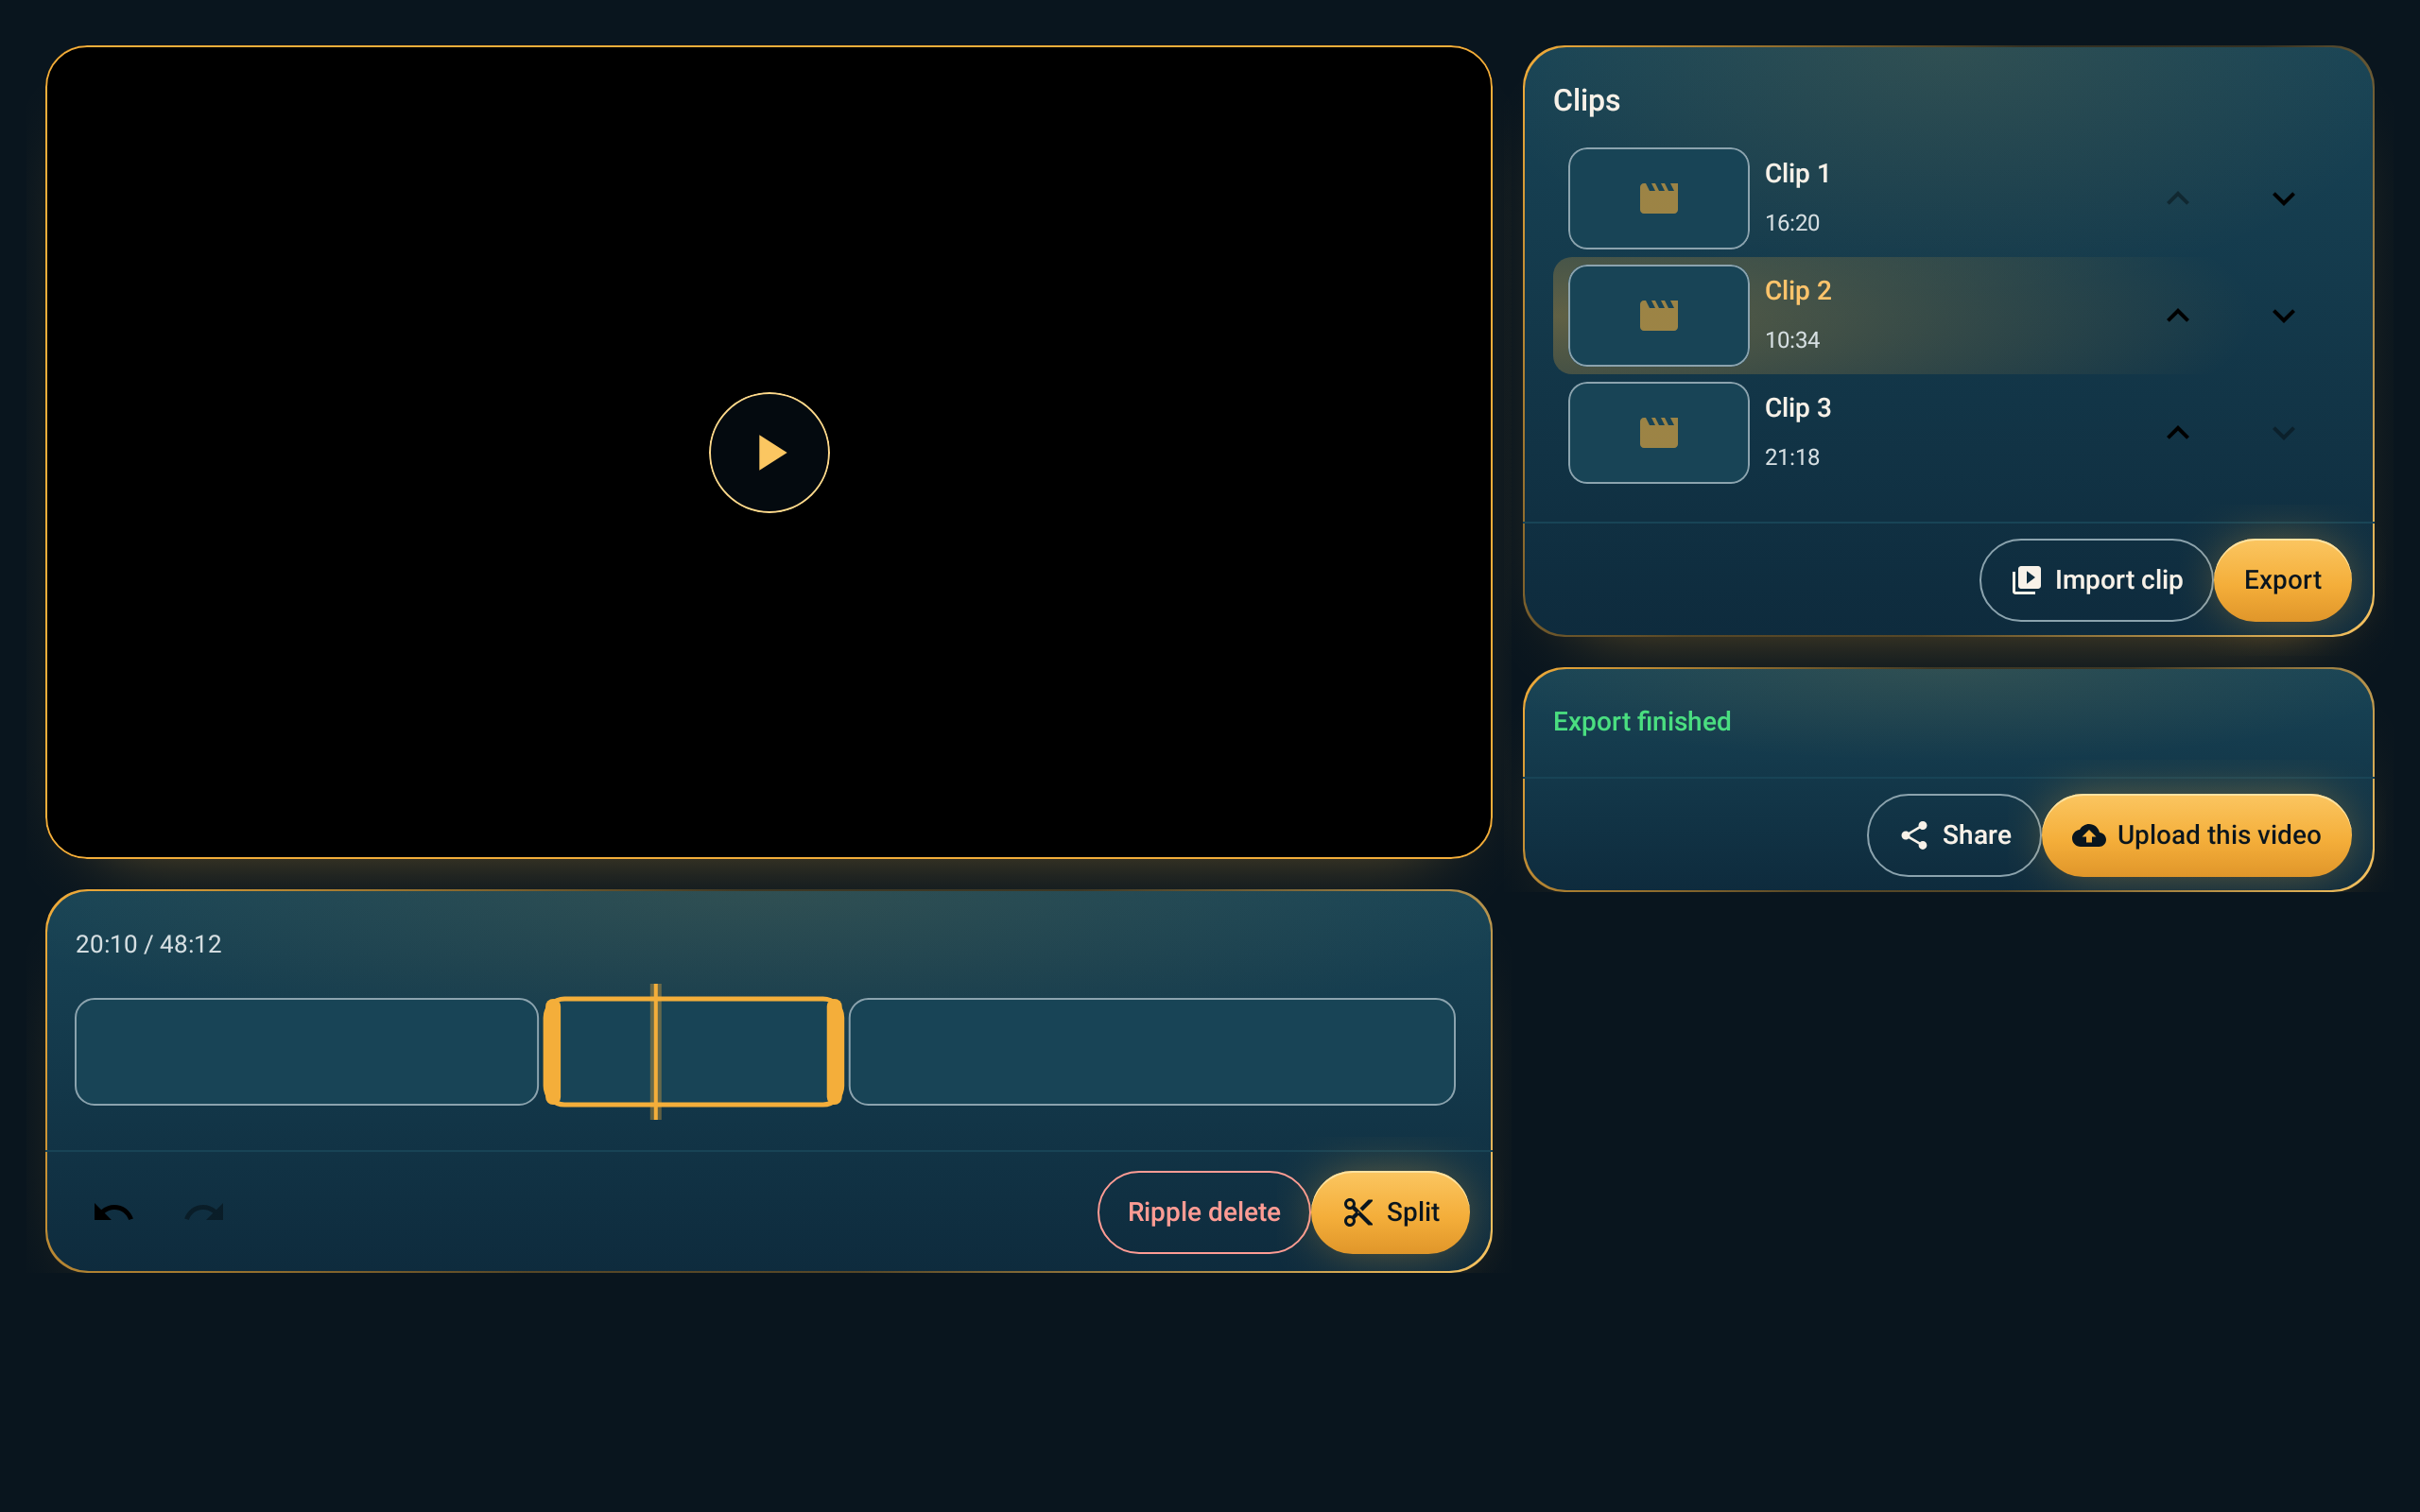 Clips
Clip 1
16:20
Clip 2
10:34
Clip 3
21:18
Import clip
Export
Export finished
Share
Upload this video
20:10 / 48:12
Ripple delete
Split